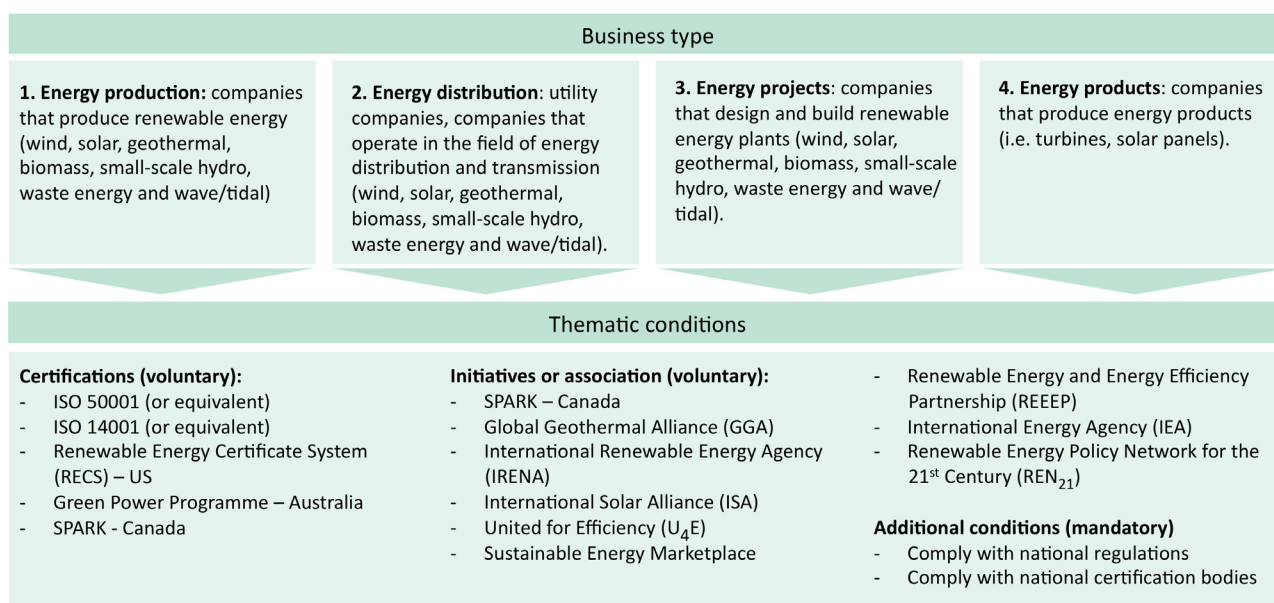 Business type
1. Energy production: companies
that produce renewable energy
(wind, solar, geothermal,
biomass, small-scale hydro,
waste energy and wave/tidal)
2. Energy distribution: utility
companies, companies that
operate in the field of energy
distribution and transmission
(wind, solar, geothermal,
biomass, small-scale hydro,
waste energy and wave/tidal).
3. Energy projects: companies
that design and build renewable
energy plants (wind, solar,
geothermal, biomass, small-scale
hydro, waste energy and wave/
tidal).
4. Energy products: companies
that produce energy products
(i.e. turbines, solar panels).
Thematic conditions
Certifications (voluntary):
- ISO 50001 (or equivalent)
- ISO 14001 (or equivalent)
- Renewable Energy Certificate System
(RECS) – US
- Green Power Programme – Australia
- SPARK - Canada
Initiatives or association (voluntary):
- SPARK – Canada
- Global Geothermal Alliance (GGA)
- International Renewable Energy Agency
(IRENA)
- International Solar Alliance (ISA)
- United for Efficiency (U4E)
- Sustainable Energy Marketplace
- Renewable Energy and Energy Efficiency
Partnership (REEEP)
- International Energy Agency (IEA)
- Renewable Energy Policy Network for the
21st Century (REN21)
Additional conditions (mandatory)
- Comply with national regulations
- Comply with national certification bodies